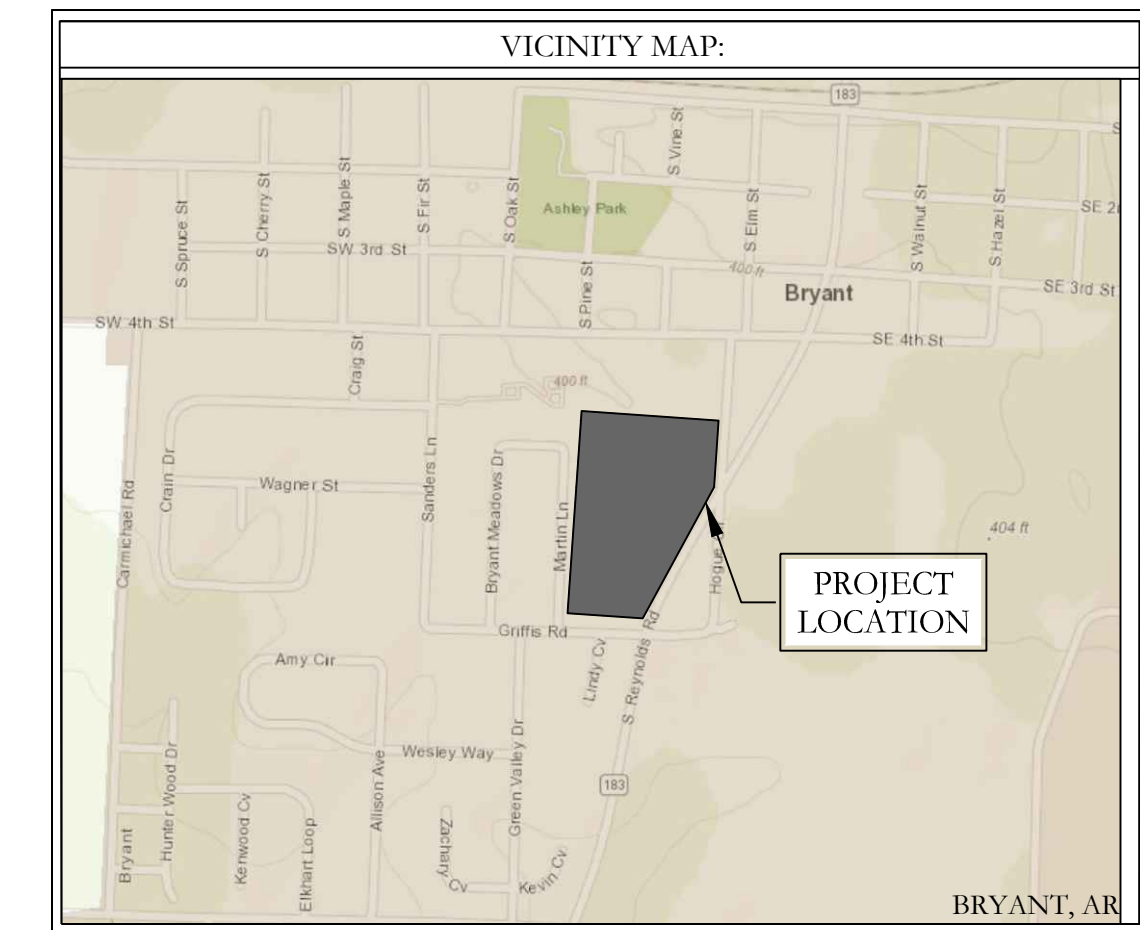 VICINITY MAP:
183
S Vine St
S Cherry St
S Maple St
S Fir St
S Oak St
Ashley Park
S Elm St
S Walnut St
S Hazel St
S Spruce St
SW 3rd St
S Pine St
400 ft
Bryant
SE 3rd St
SW 4th St
SE 4th St
Craig St
400 ft
Crain Dr
Wagner St
Sanders Ln
Bryant Meadows Dr
Martin Ln
Carmichael Rd
404 ft
PROJECT
LOCATION
Griffis Rd
Lindy Cv
S Reynolds Rd
Amy Cir
Wesley Way
Green Valley Dr
183
Allison Ave
Hunter Wood Dr
Kenwood Cv
Elkhart Loop
Zachary
Cv
Kevin Cv
Bryant
BRYANT, AR